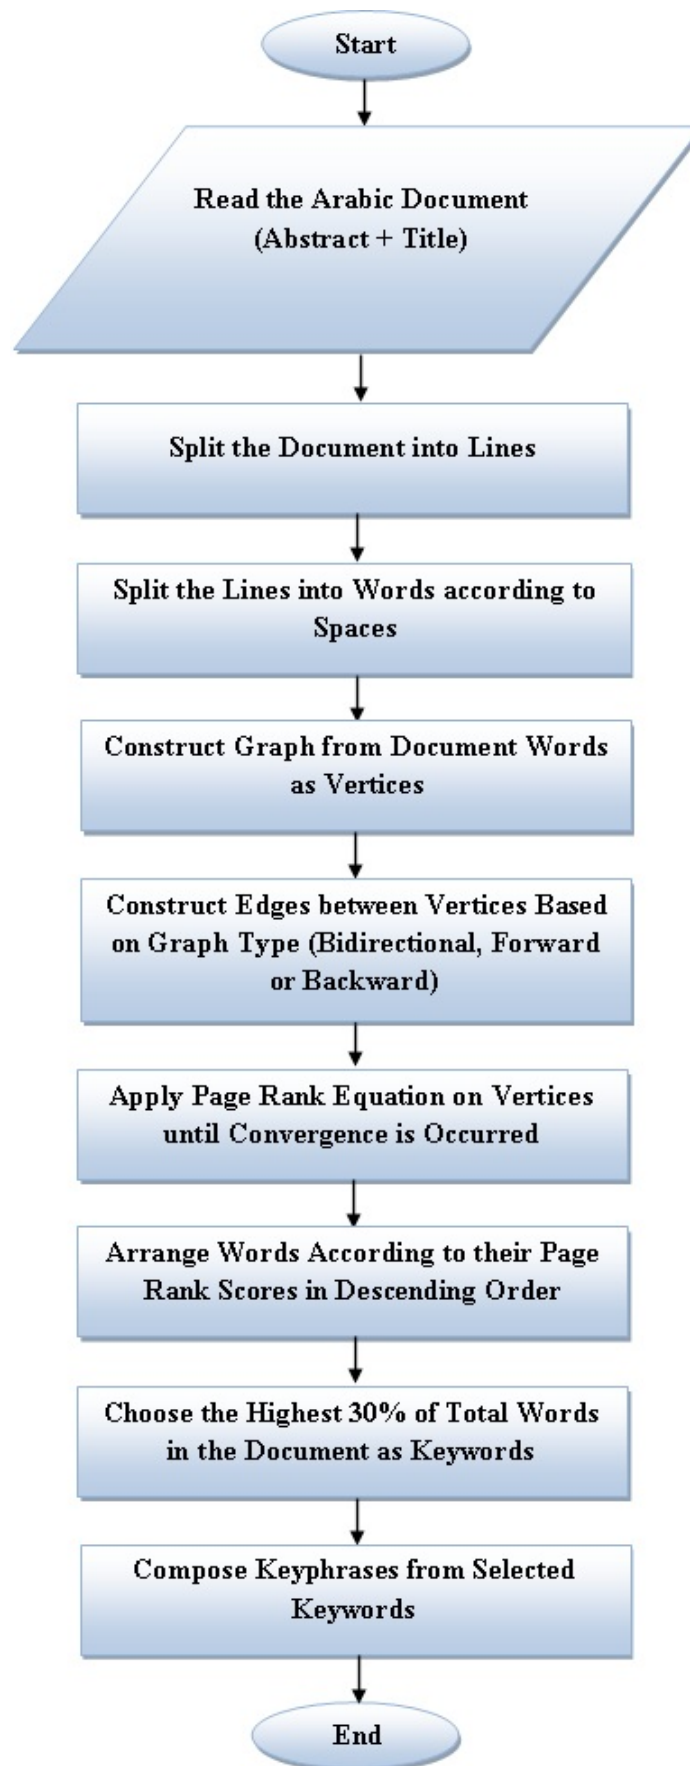 Start
Read the Arabic Document
(Abstract + Title)
Split the Document into Lines
Split the Lines into Words according to
Spaces
Construct Graph from Document Words
as Vertices
Construct Edges between Vertices Based
on Graph Type (Bidirectional, Forward
or Backward)
Apply Page Rank Equation on Vertices
until Convergence is Occurred
Arrange Words According to their Page
Rank Scores in Descending Order
Choose the Highest 30% of Total Words
in the Document as Keywords
Compose Keyphrases from Selected
Keywords
End